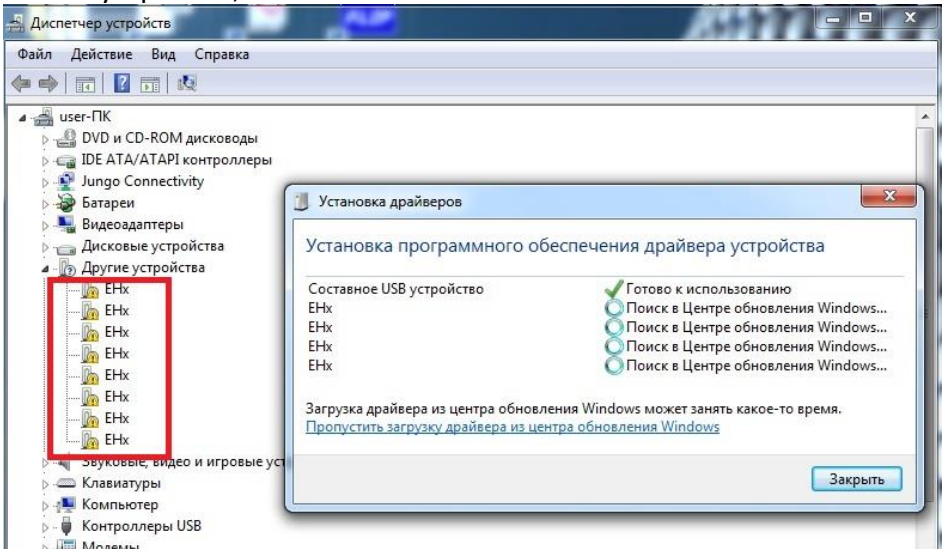 Диспетчер устройств
Файл Действие Вид Справка
user-ПК
DVD и CD-ROM дисководы
IDE ATA/ATAPI контроллеры
Jungo Connectivity
Батареи
Видеоадаптеры
Дисковые устройства
Другие устройства
EHx
EHx
EHx
EHx
EHx
EHx
EHx
EHx
Звуковые, видео и игровые уст
Клавиатуры
Компьютер
Контроллеры USB
Модемы
Установка драйверов
Установка программного обеспечения драйвера устройства
Составное USB устройство Готово к использованию
EHx Поиск в Центре обновления Windows...
EHx Поиск в Центре обновления Windows...
EHx Поиск в Центре обновления Windows...
EHx Поиск в Центре обновления Windows...
Загрузка драйвера из центра обновления Windows может занять какое-то время.
Пропустить загрузку драйвера из центра обновления Windows
Закрыть